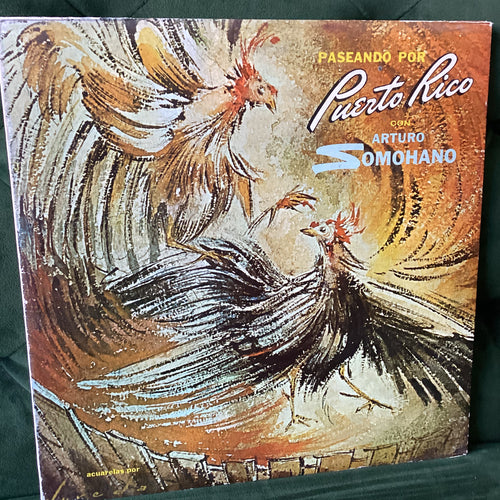 PASEANDO POR
Puerto Rico
CON
ARTURO
SOMOHANO
acuarelas por